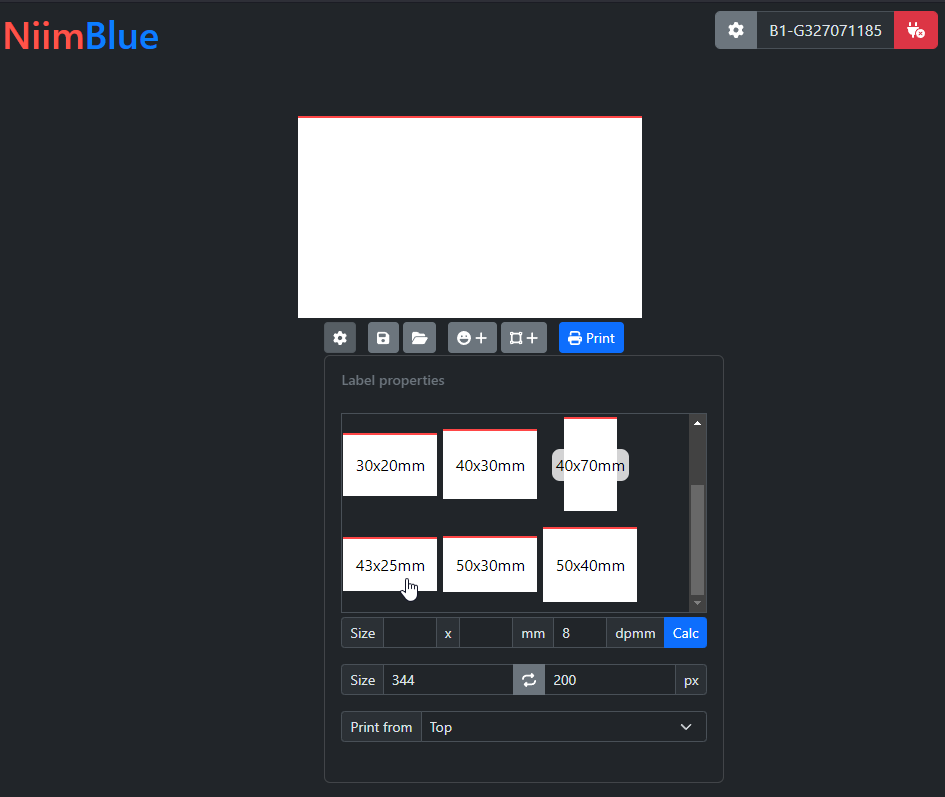 NiimBlue
B1-G327071185
Print
Label properties
30x20mm 40x30mm 40x70mm
43x25mm 50x30mm 50x40mm
Size x mm 8 dpmm Calc
Size 344 200 px
Print from Top